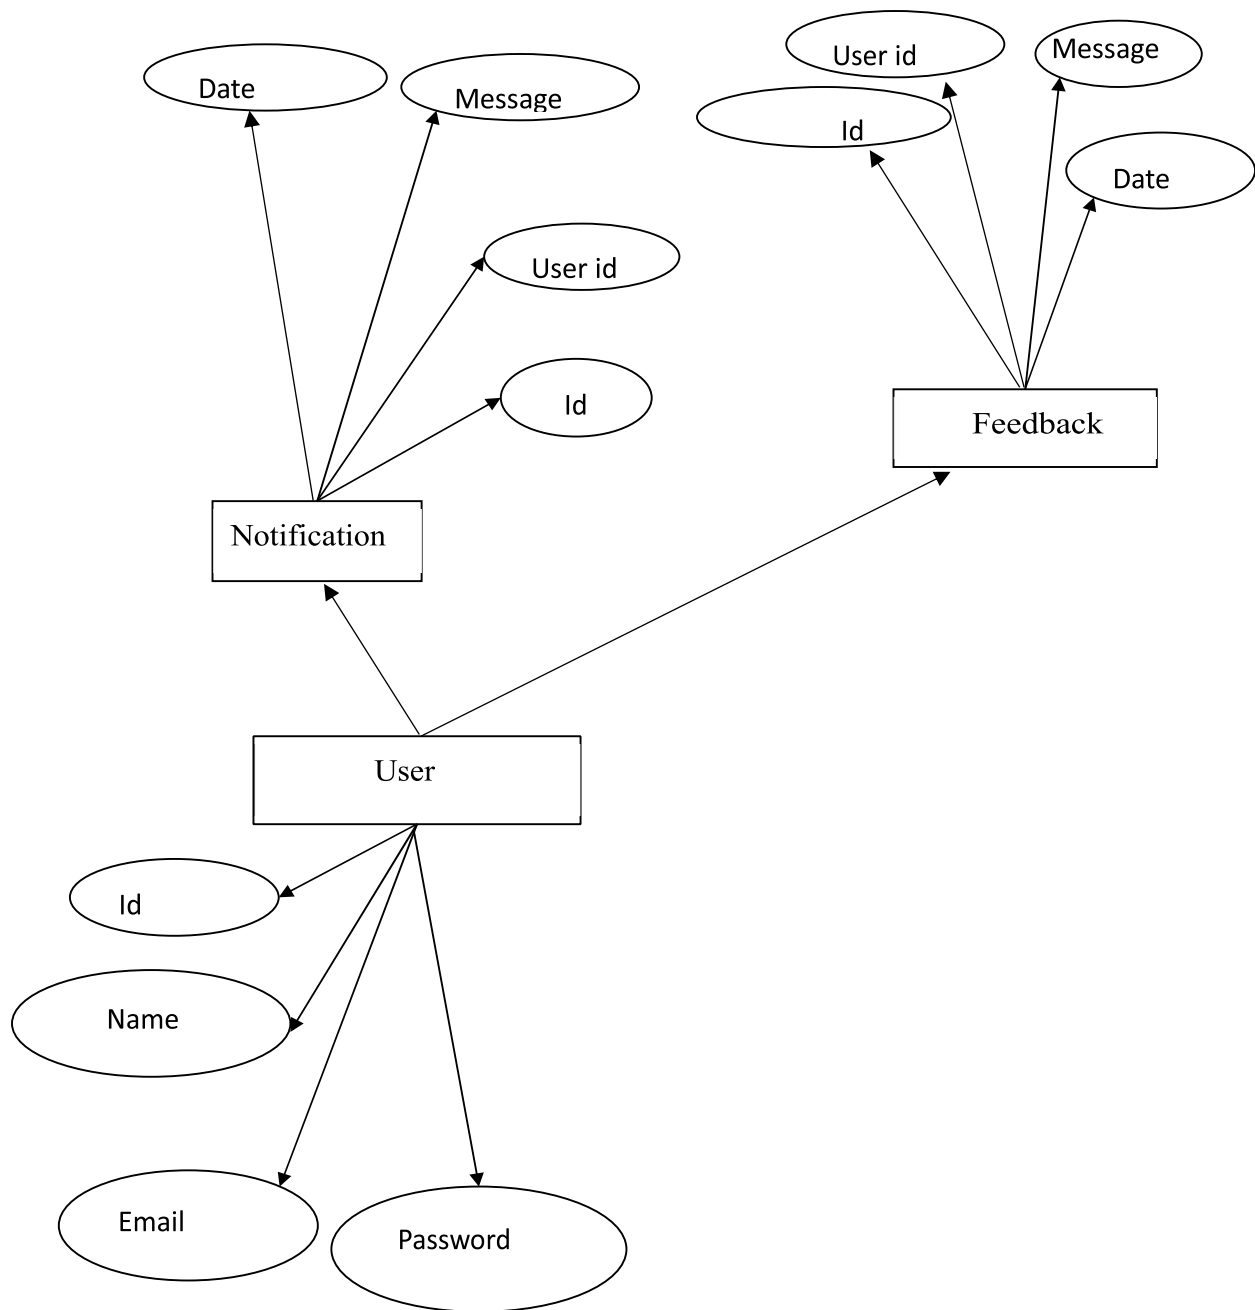 User id
Message
Date
Message
Id
Date
User id
Id
Feedback
Notification
User
Id
Name
Email
Password